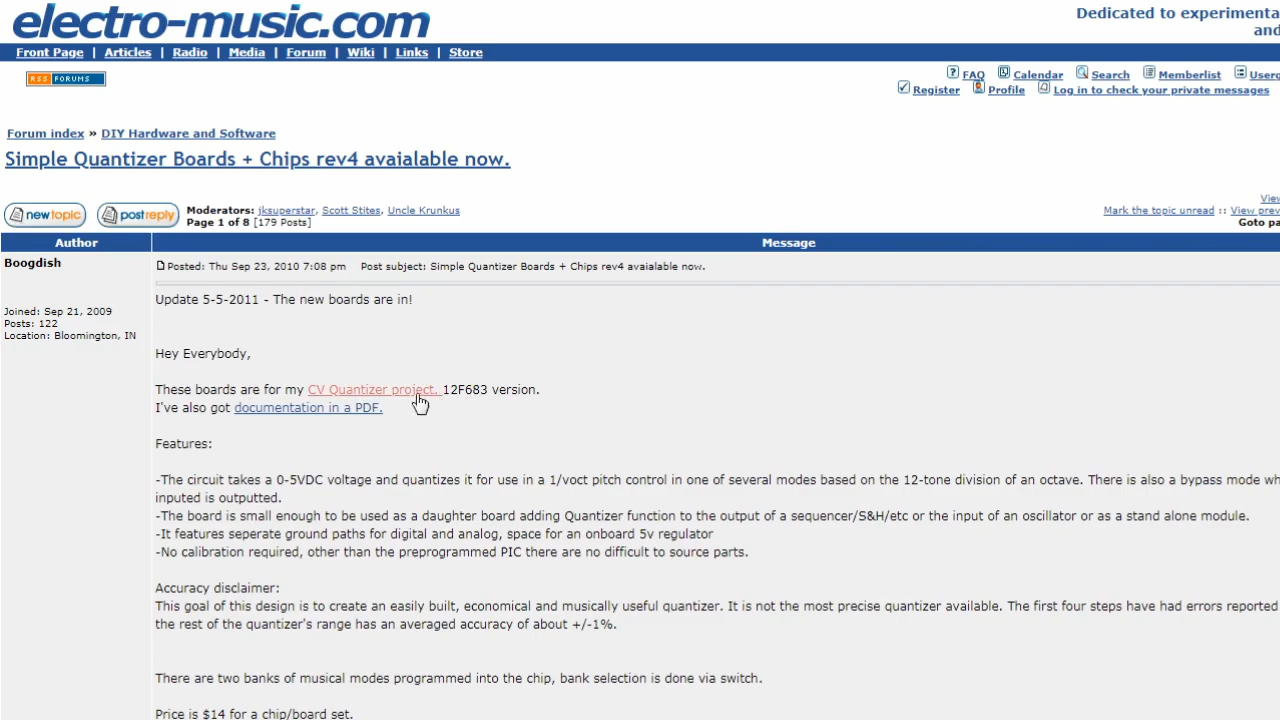 electro-music.com
Dedicated to experimenta
and
Front Page | Articles | Radio | Media | Forum | Wiki | Links | Store
RSS FORUMS
FAQ Calendar Search Memberlist Userg
Register Profile Log in to check your private messages
Forum index » DIY Hardware and Software
Simple Quantizer Boards + Chips rev4 avaialable now.
new topic postreply
Moderators: jksuperstar, Scott Stites, Uncle Krunkus
Page 1 of 8 [179 Posts]
View
Mark the topic unread :: View prev
Goto pa
Author Message
Boogdish
Joined: Sep 21, 2009
Posts: 122
Location: Bloomington, IN
Posted: Thu Sep 23, 2010 7:08 pm Post subject: Simple Quantizer Boards + Chips rev4 avaialable now.
Update 5-5-2011 - The new boards are in!
Hey Everybody,
These boards are for my CV Quantizer project. 12F683 version.
I've also got documentation in a PDF.
Features:
-The circuit takes a 0-5VDC voltage and quantizes it for use in a 1/voct pitch control in one of several modes based on the 12-tone division of an octave. There is also a bypass mode wh
inputed is outputted.
-The board is small enough to be used as a daughter board adding Quantizer function to the output of a sequencer/S&H/etc or the input of an oscillator or as a stand alone module.
-It features seperate ground paths for digital and analog, space for an onboard 5v regulator
-No calibration required, other than the preprogrammed PIC there are no difficult to source parts.
Accuracy disclaimer:
This goal of this design is to create an easily built, economical and musically useful quantizer. It is not the most precise quantizer available. The first four steps have had errors reported
the rest of the quantizer's range has an averaged accuracy of about +/-1%.
There are two banks of musical modes programmed into the chip, bank selection is done via switch.
Price is $14 for a chip/board set.